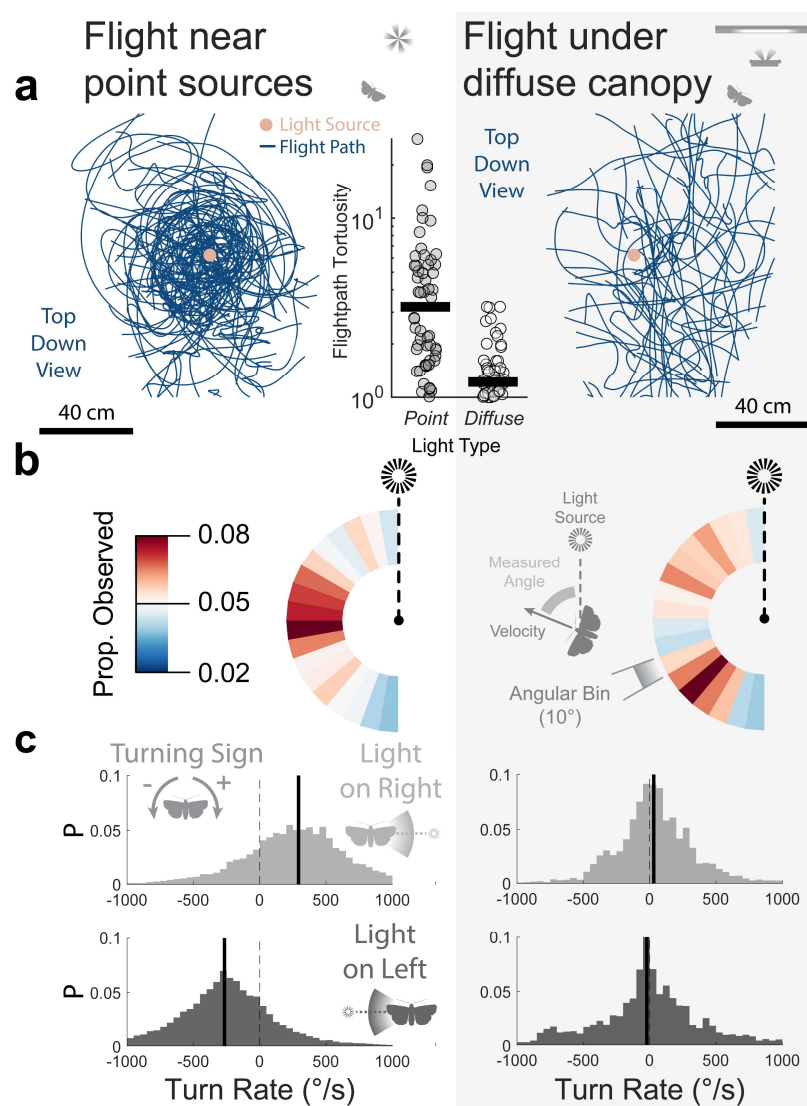 Flight near
point sources
Flight under
diffuse canopy
a
Light Source
Flight Path
Top
Down
View
40 cm
Flightpath Tortuosity
10¹
10⁰
Point Diffuse
Light Type
Top
Down
View
40 cm
b
Prop. Observed
0.08
0.05
0.02
Light
Source
Measured
Angle
Velocity
Angular Bin
(10°)
c
Turning Sign
- +
Light
on Right
P
0.1
0.05
0
-1000 -500 0 500 1000
0.1
0.05
0
-1000 -500 0 500 1000
Light
on Left
P
0.1
0.05
0
-1000 -500 0 500 1000
Turn Rate (°/s)
0.1
0.05
0
-1000 -500 0 500 1000
Turn Rate (°/s)